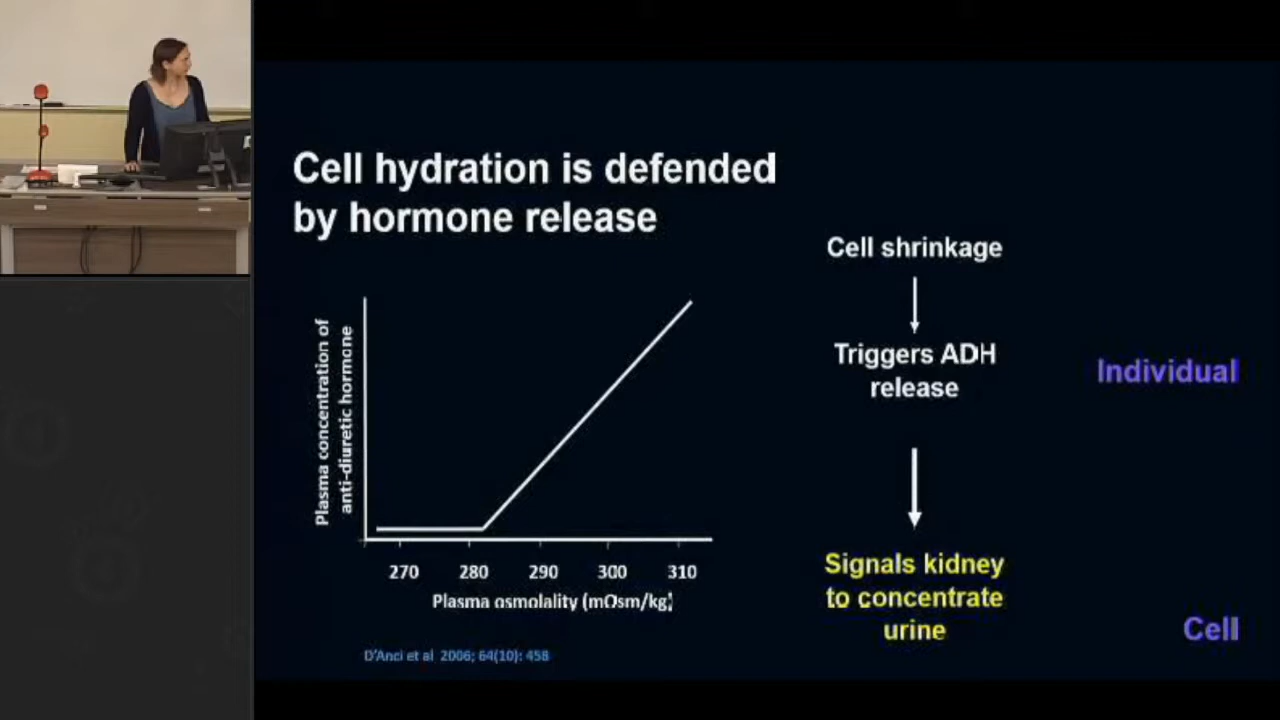 Cell hydration is defended
by hormone release
Plasma concentration of
anti-diuretic hormone
270 280 290 300 310
Plasma osmolality (mOsm/kg)
D'Anci et al 2006; 64(10): 458
Cell shrinkage
Triggers ADH
release
Signals kidney
to concentrate
urine
Individual
Cell